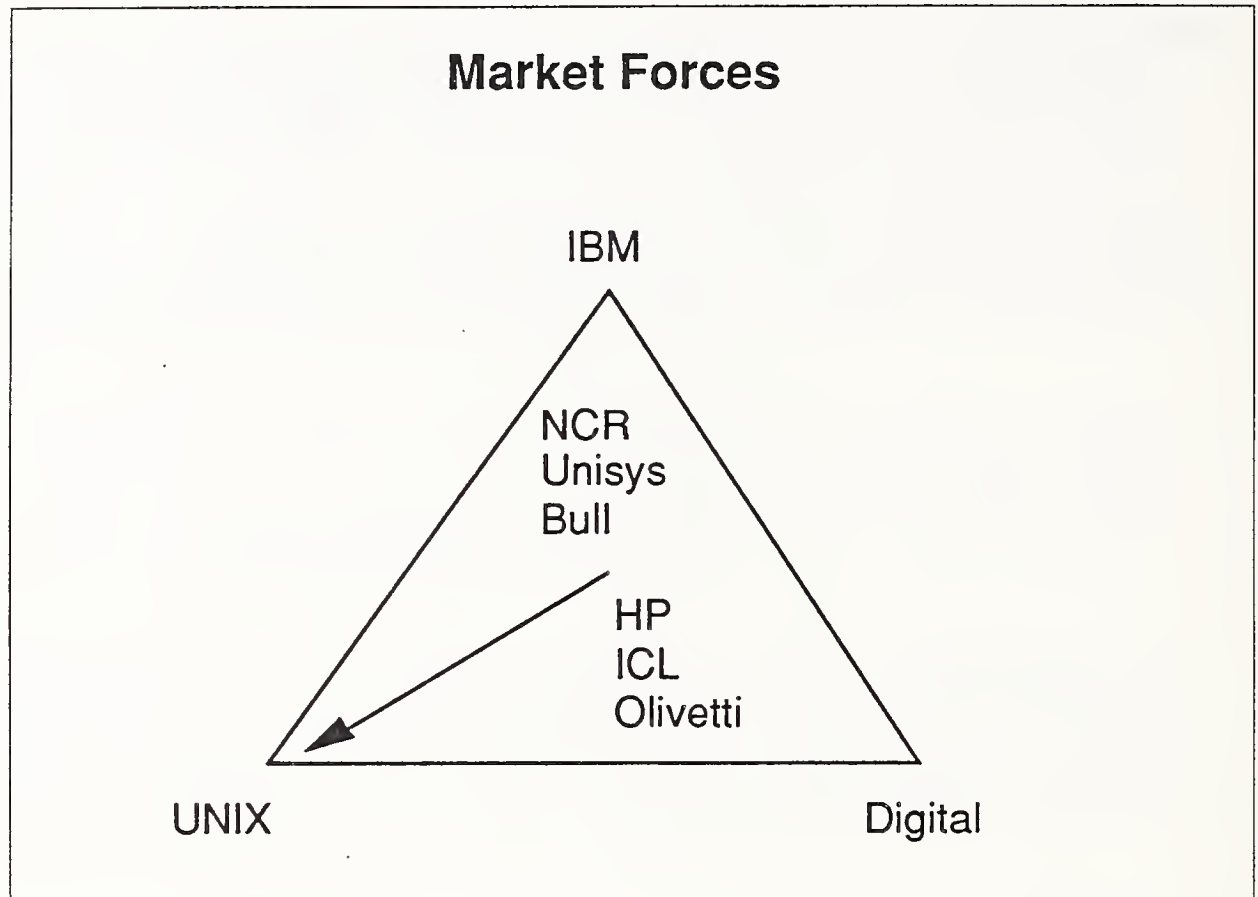 Market Forces
IBM
NCR
Unisys
Bull
HP
ICL
Olivetti
UNIX
Digital